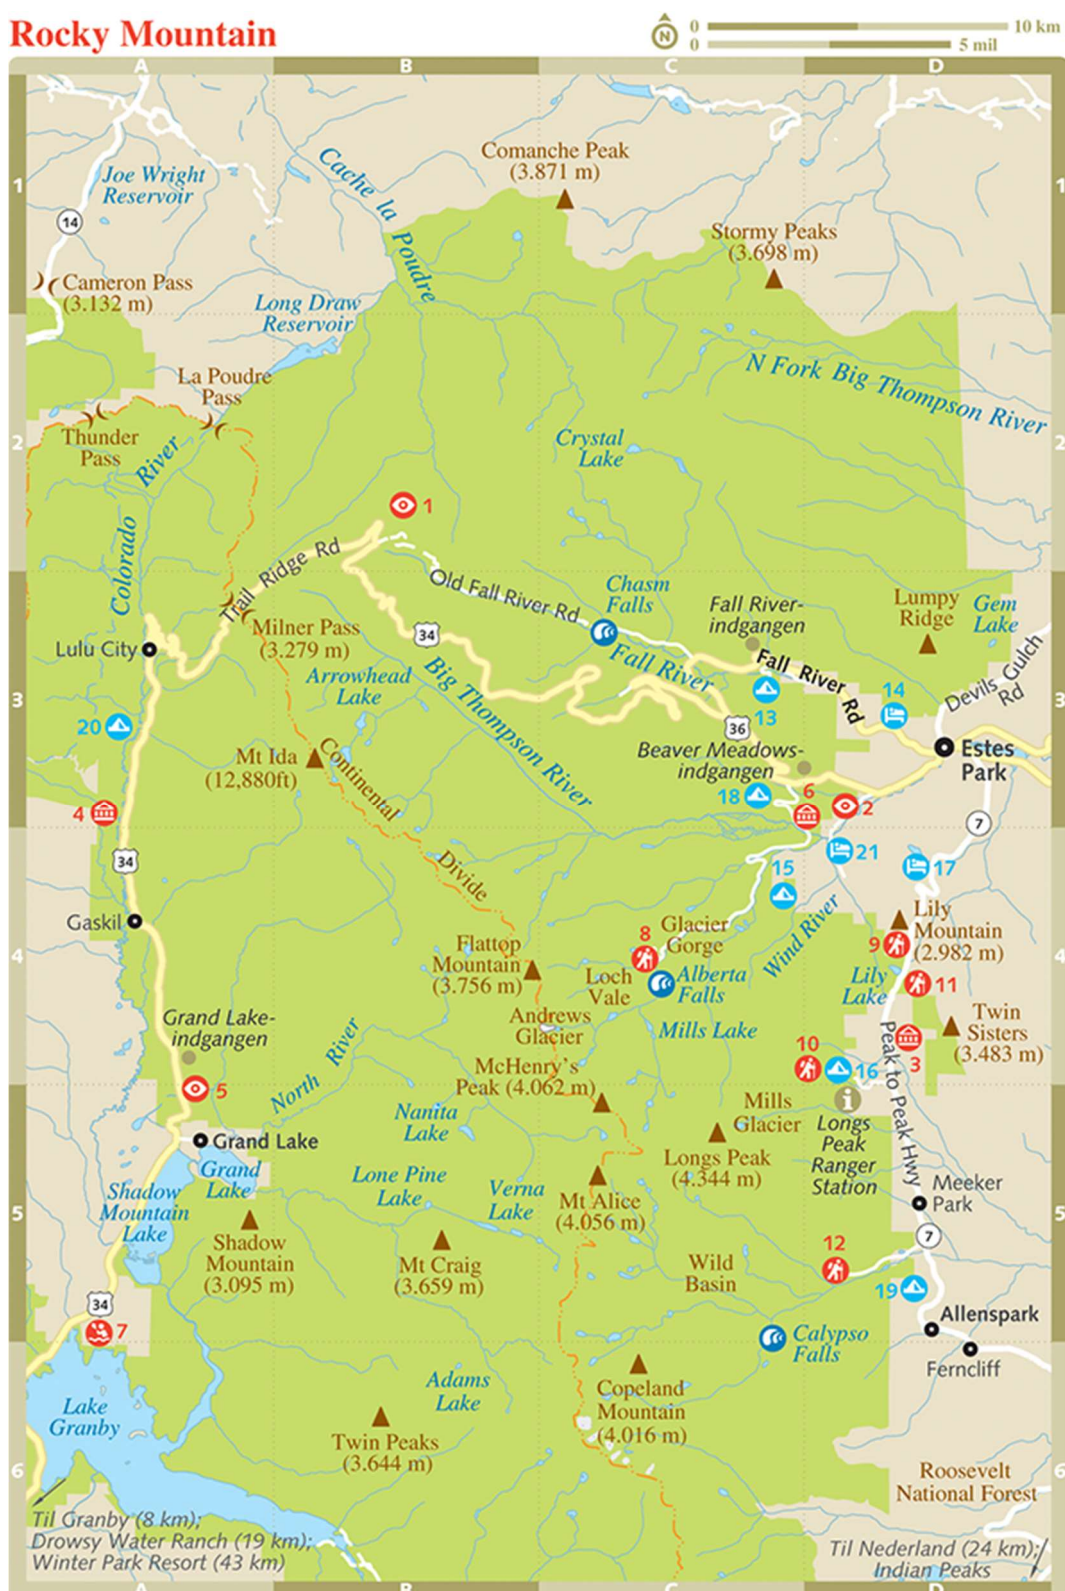 Rocky Mountain
N
0 10 km
0 5 mil
A B C D
1 1
Comanche Peak
(3.871 m)
Joe Wright
Reservoir
Cache la Poudre
14
Stormy Peaks
(3.698 m)
Cameron Pass
(3.132 m)
Long Draw
Reservoir
La Poudre
Pass
N Fork Big Thompson River
Thunder
Pass
2 2
Crystal
Lake
Colorado River
1
Trail Ridge Rd
Old Fall River Rd
Chasm
Falls
Fall River-
indgangen
Lumpy
Ridge
Gem
Lake
Milner Pass
(3.279 m)
34
Lulu City
Fall River
Fall River Rd
Devils Gulch
Rd
Arrowhead
Lake
Big Thompson River
13
14
3 3
20
36
Mt Ida
(12,880ft)
Continental
Divide
Beaver Meadows-
indgangen
Estes
Park
18
6
2
4
7
34
15
21
17
Gaskil
Glacier
Gorge
Wind River
Lily
Mountain
(2.982 m)
8
9
Flattop
Mountain
(3.756 m)
4 4
Loch
Vale
Alberta
Falls
Lily
Lake
11
Andrews
Glacier
Mills Lake
Twin
Sisters
(3.483 m)
Grand Lake-
indgangen
North River
McHenry's
Peak (4.062 m)
10
16
3
Peak to Peak Hwy
5
i
Nanita
Lake
Mills
Glacier
Longs
Peak
Ranger
Station
Grand Lake
Grand
Lake
Longs Peak
(4.344 m)
Lone Pine
Lake
Verna
Lake
Mt Alice
(4.056 m)
Meeker
Park
Shadow
Mountain
Lake
5 5
Shadow
Mountain
(3.095 m)
Mt Craig
(3.659 m)
Wild
Basin
12
7
19
34
7
Allenspark
Calypso
Falls
Ferncliff
Adams
Lake
Copeland
Mountain
(4.016 m)
Lake
Granby
Twin Peaks
(3.644 m)
6 6
Roosevelt
National Forest
Til Granby (8 km);
Drowsy Water Ranch (19 km);
Winter Park Resort (43 km)
Til Nederland (24 km);
Indian Peaks
A B C D